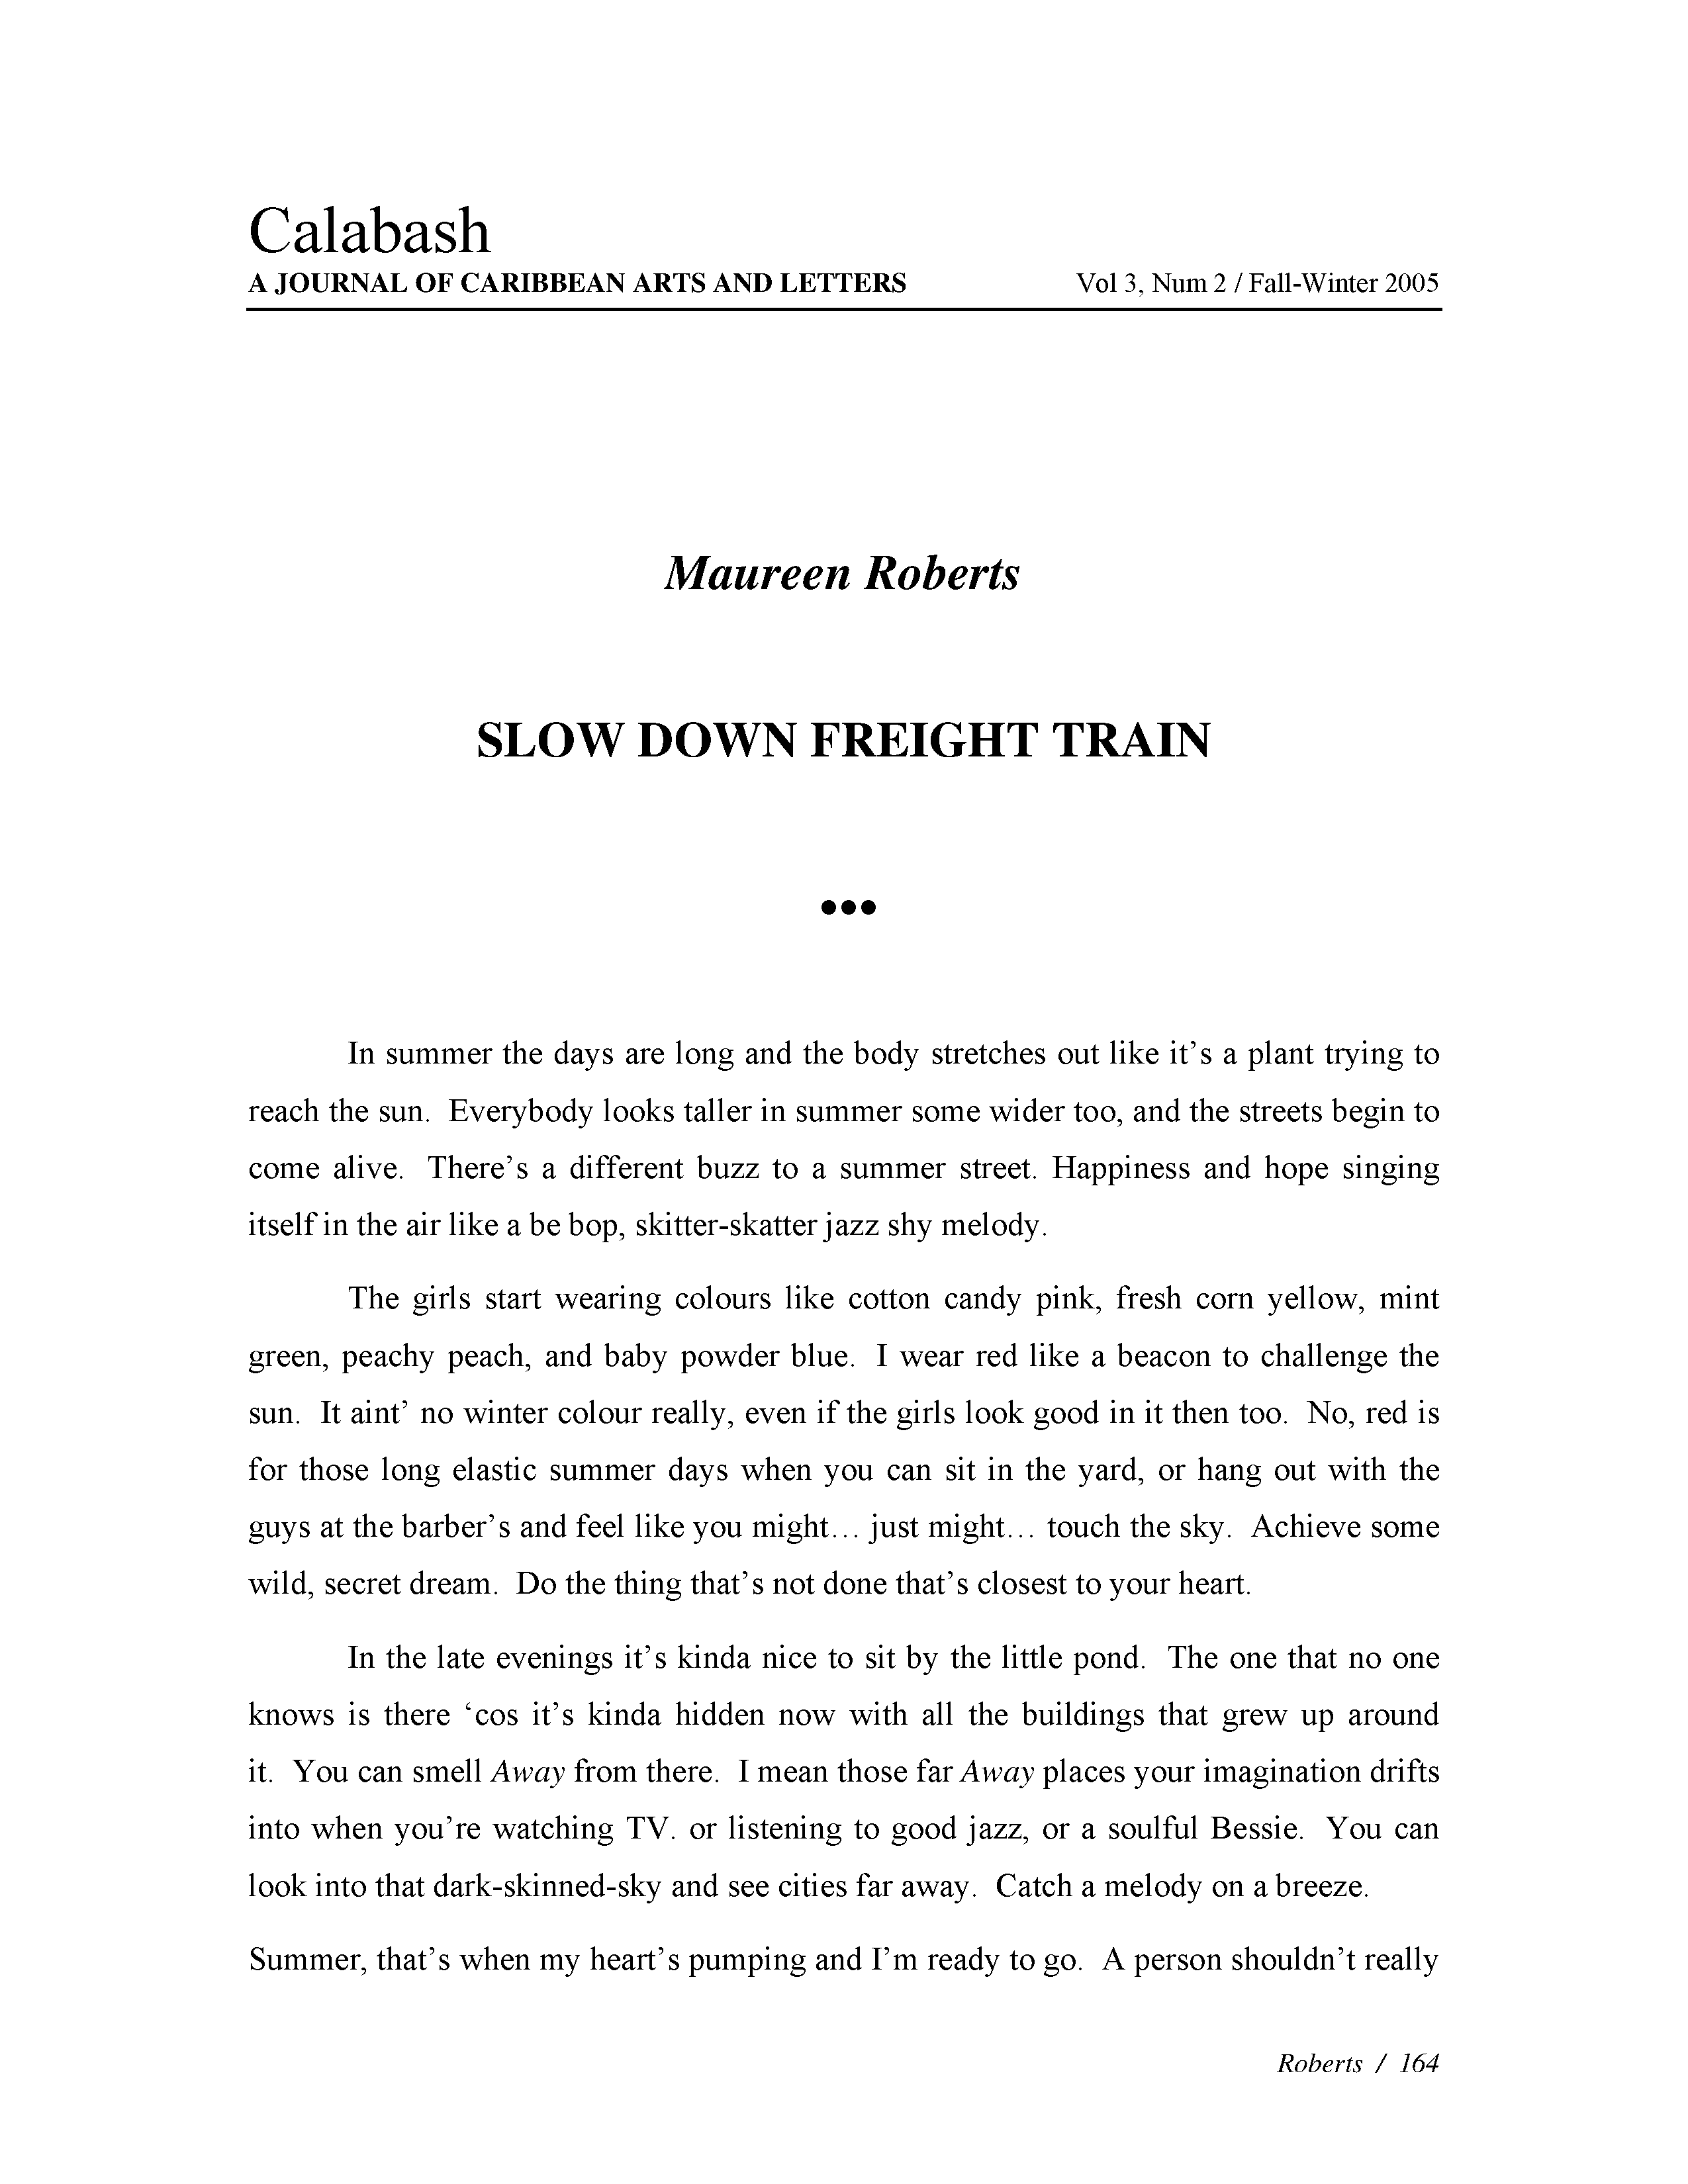 Calabash
A JOURNAL OF CARIBBEAN ARTS AND LETTERS Vol 3, Num 2 / Fall-Winter 2005
Maureen Roberts
SLOW DOWN FREIGHT TRAIN
●●●
In summer the days are long and the body stretches out like it’s a plant trying to
reach the sun.  Everybody looks taller in summer some wider too, and the streets begin to
come alive.  There’s a different buzz to a summer street. Happiness and hope singing
itself in the air like a be bop, skitter-skatter jazz shy melody.
The girls start wearing colours like cotton candy pink, fresh corn yellow, mint
green, peachy peach, and baby powder blue.  I wear red like a beacon to challenge the
sun.  It aint’ no winter colour really, even if the girls look good in it then too.  No, red is
for those long elastic summer days when you can sit in the yard, or hang out with the
guys at the barber’s and feel like you might… just might… touch the sky.  Achieve some
wild, secret dream.  Do the thing that’s not done that’s closest to your heart.
In the late evenings it’s kinda nice to sit by the little pond.  The one that no one
knows is there ‘cos it’s kinda hidden now with all the buildings that grew up around
it.  You can smell Away from there.  I mean those far Away places your imagination drifts
into when you’re watching TV. or listening to good jazz, or a soulful Bessie.  You can
look into that dark-skinned-sky and see cities far away.  Catch a melody on a breeze.
Summer, that’s when my heart’s pumping and I’m ready to go.  A person shouldn’t really
Roberts / 164